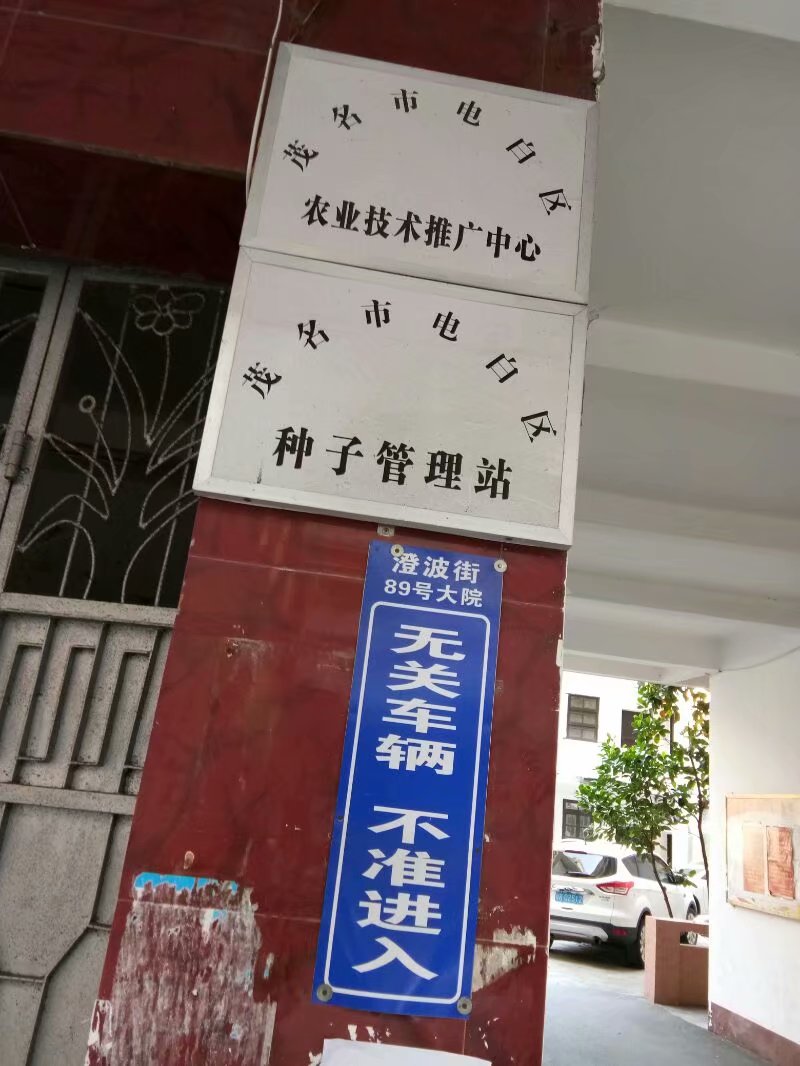 茂名市电白区
农业技术推广中心
茂名市电白区
种子管理站
澄波街
89号大院
无关车辆
不准进入